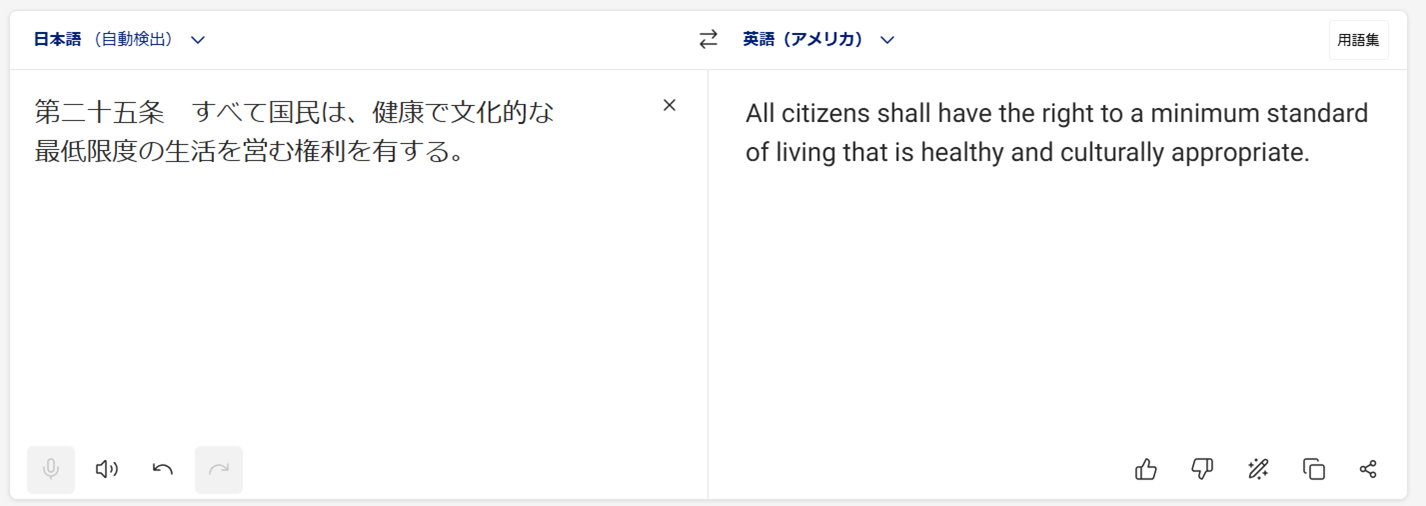 日本語 （自動検出）
英語（アメリカ）
用語集
第二十五条　すべて国民は、健康で文化的な
最低限度の生活を営む権利を有する。
All citizens shall have the right to a minimum standard
of living that is healthy and culturally appropriate.